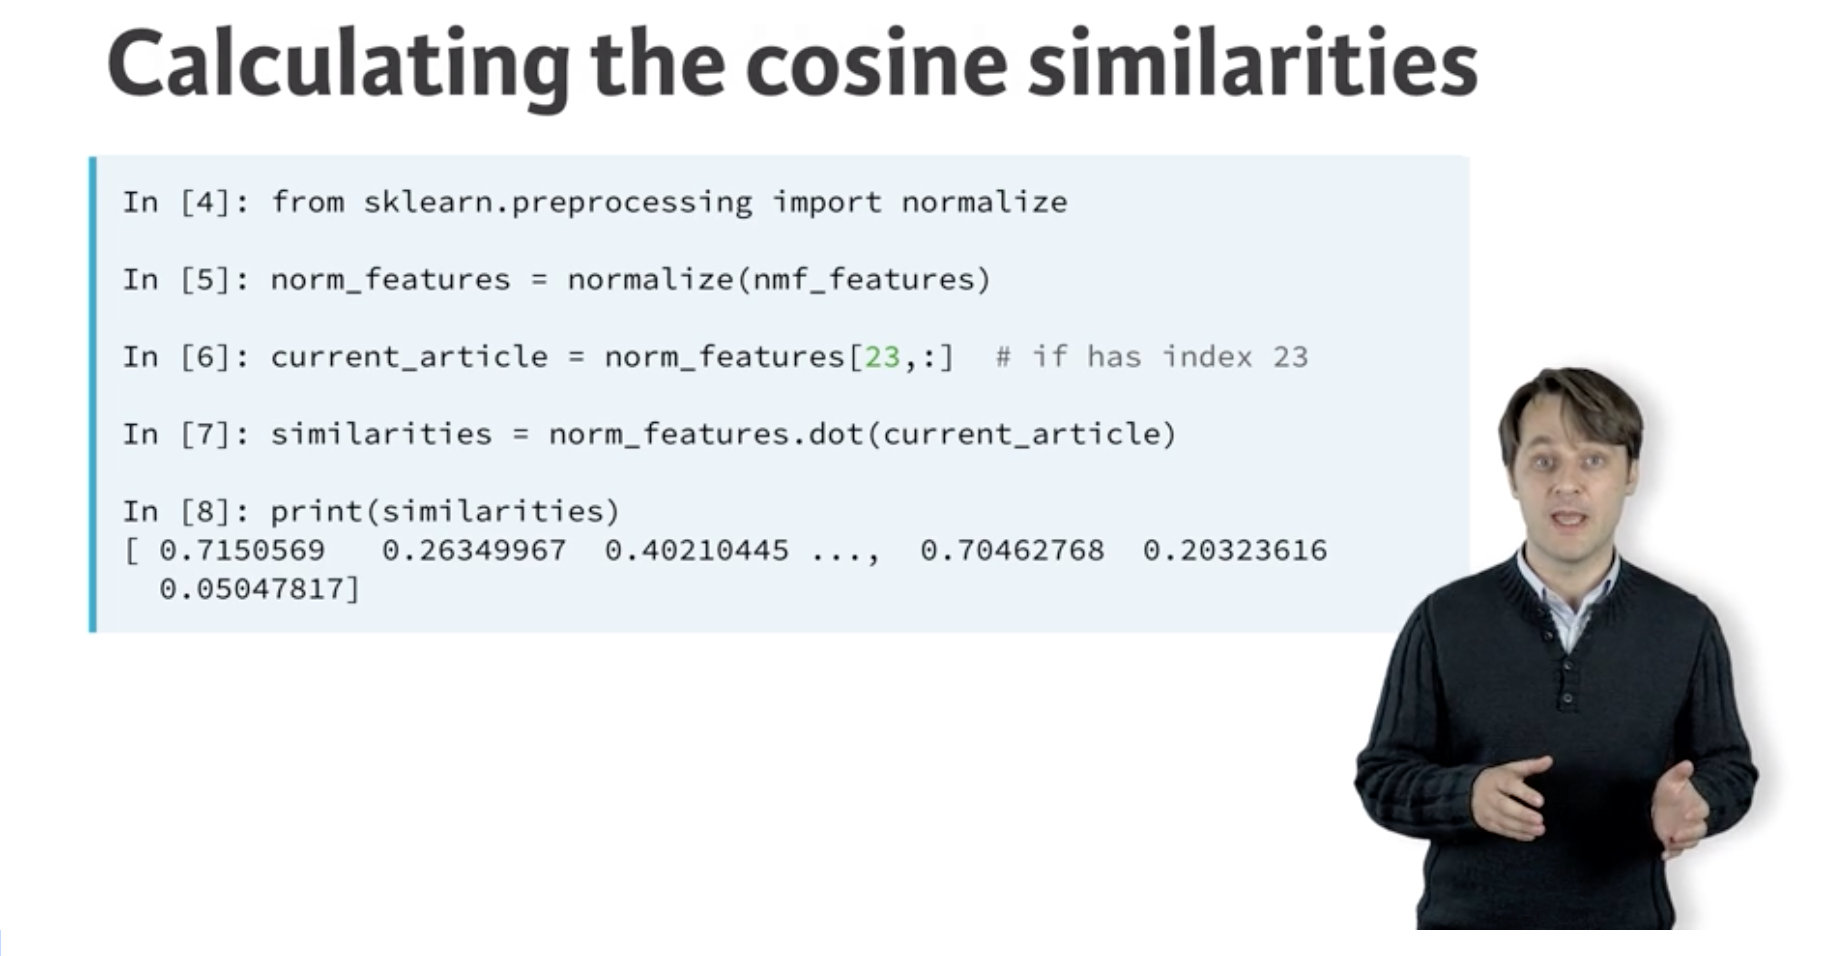 Calculating the cosine similarities
In [4]: from sklearn.preprocessing import normalize
In [5]: norm_features = normalize(nmf_features)
In [6]: current_article = norm_features[23,:]  # if has index 23
In [7]: similarities = norm_features.dot(current_article)
In [8]: print(similarities)
[ 0.7150569   0.26349967  0.40210445 ...,  0.70462768  0.20323616
  0.05047817]